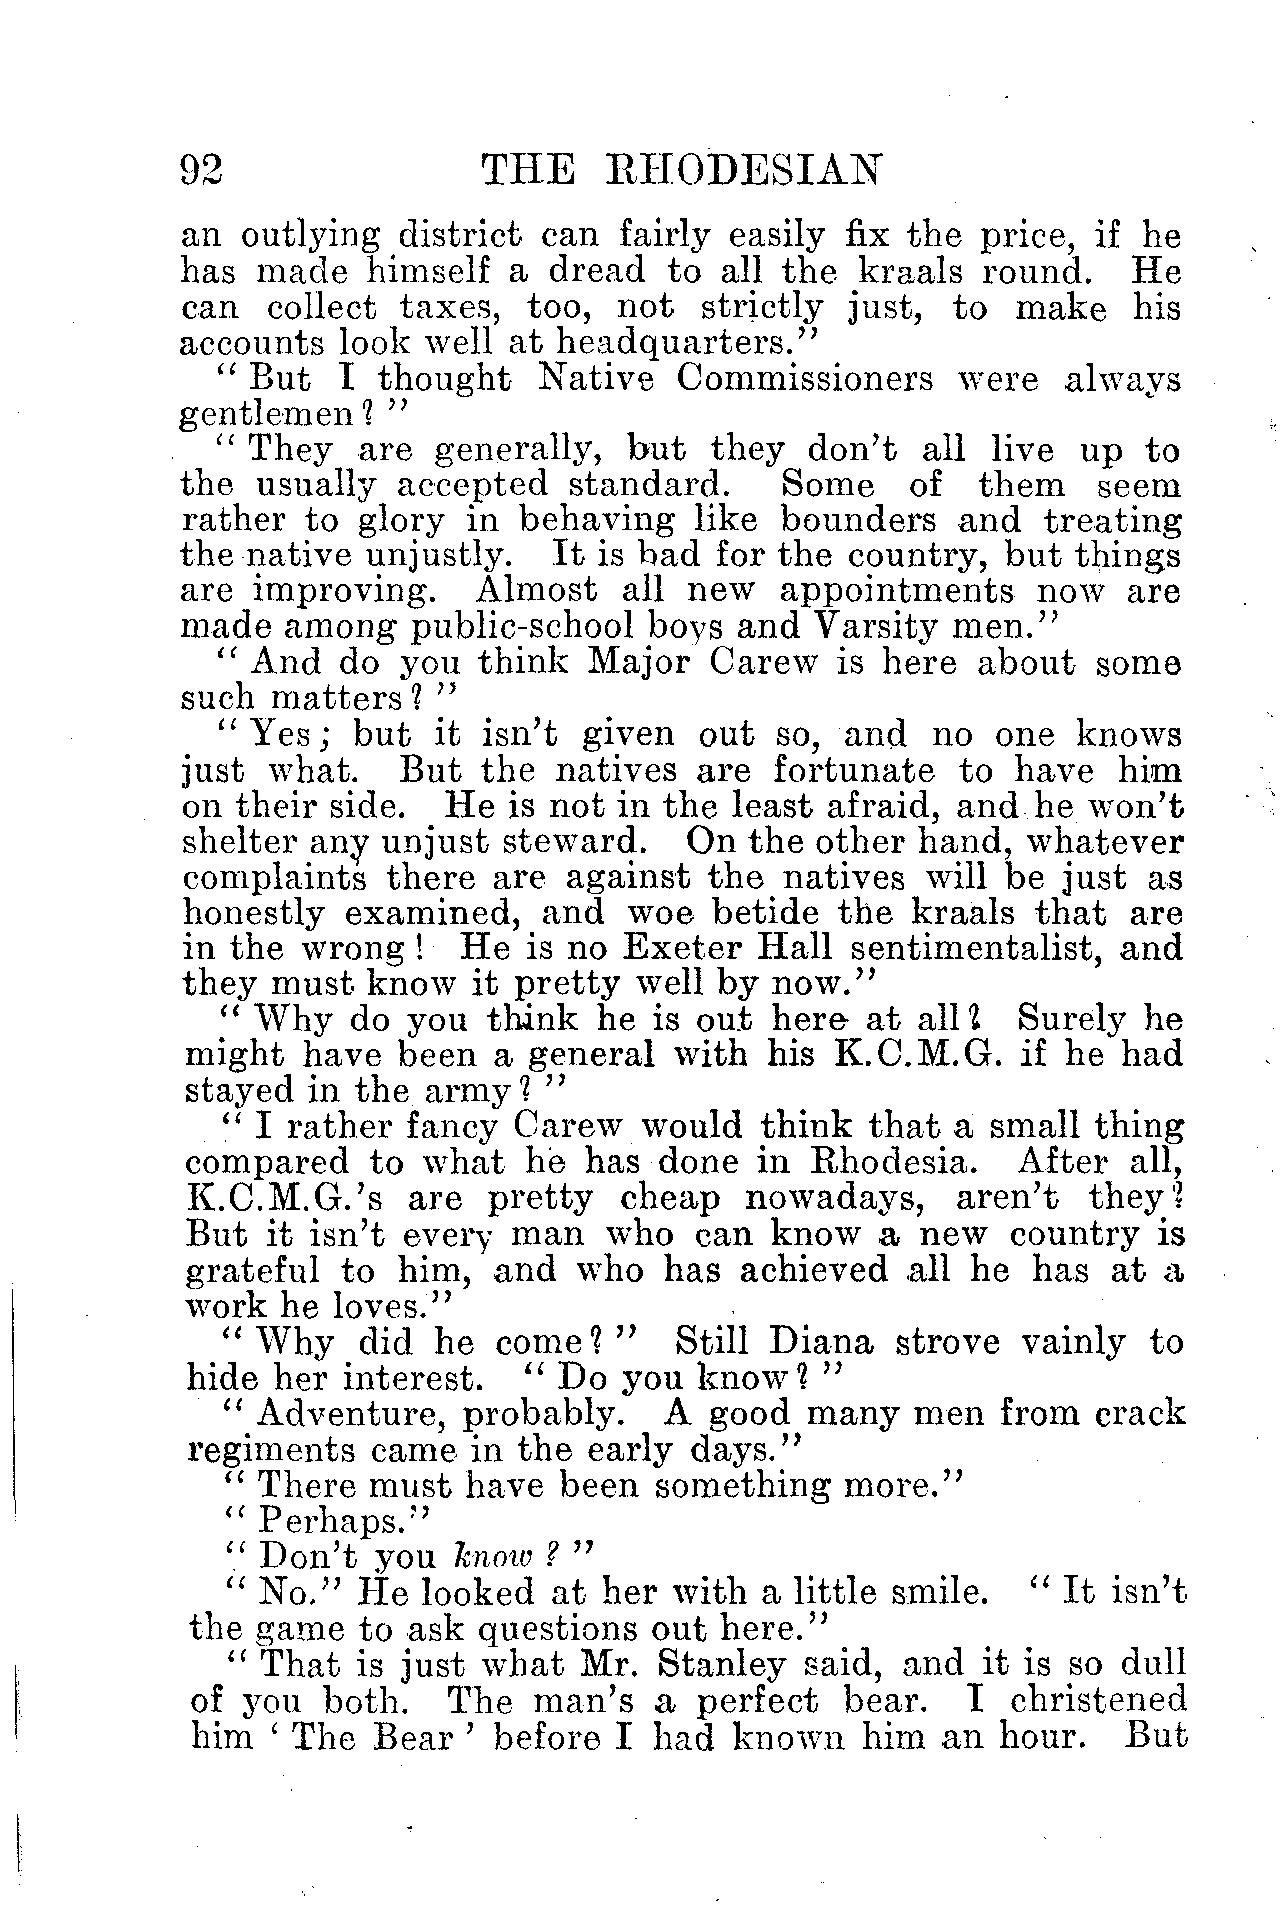 92 THE RHODESIAN
an outlying district can fairly easily fix the price, if he
has made himself a dread to all the kraals round. He
can collect taxes, too, not strictly just, to make his
accounts look well at headquarters."
"But I thought Native Commissioners were always
gentlemen?"
"They are generally, but they don't all live up to
the usually accepted standard. Some of them seem
rather to glory in behaving like bounders and treating
the native unjustly. It is bad for the country, but things
are improving. Almost all new appointments now are
made among public-school boys and Varsity men."
"And do you think Major Carew is here about some
such matters?"
"Yes; but it isn't given out so, and no one knows
just what. But the natives are fortunate to have him
on their side. He is not in the least afraid, and he won't
shelter any unjust steward. On the other hand, whatever
complaints there are against the natives will be just as
honestly examined, and woe betide the kraals that are
in the wrong! He is no Exeter Hall sentimentalist, and
they must know it pretty well by now."
"Why do you think he is out here at all? Surely he
might have been a general with his K.C.M.G. if he had
stayed in the army?"
"I rather fancy Carew would think that a small thing
compared to what he has done in Rhodesia. After all,
K.C.M.G.'s are pretty cheap nowadays, aren't they?
But it isn't every man who can know a new country is
grateful to him, and who has achieved all he has at a
work he loves."
"Why did he come?" Still Diana strove vainly to
hide her interest. "Do you know?"
"Adventure, probably. A good many men from crack
regiments came in the early days."
"There must have been something more."
"Perhaps."
"Don't you know?"
"No." He looked at her with a little smile. "It isn't
the game to ask questions out here."
"That is just what Mr. Stanley said, and it is so dull
of you both. The man's a perfect bear. I christened
him 'The Bear' before I had known him an hour. But